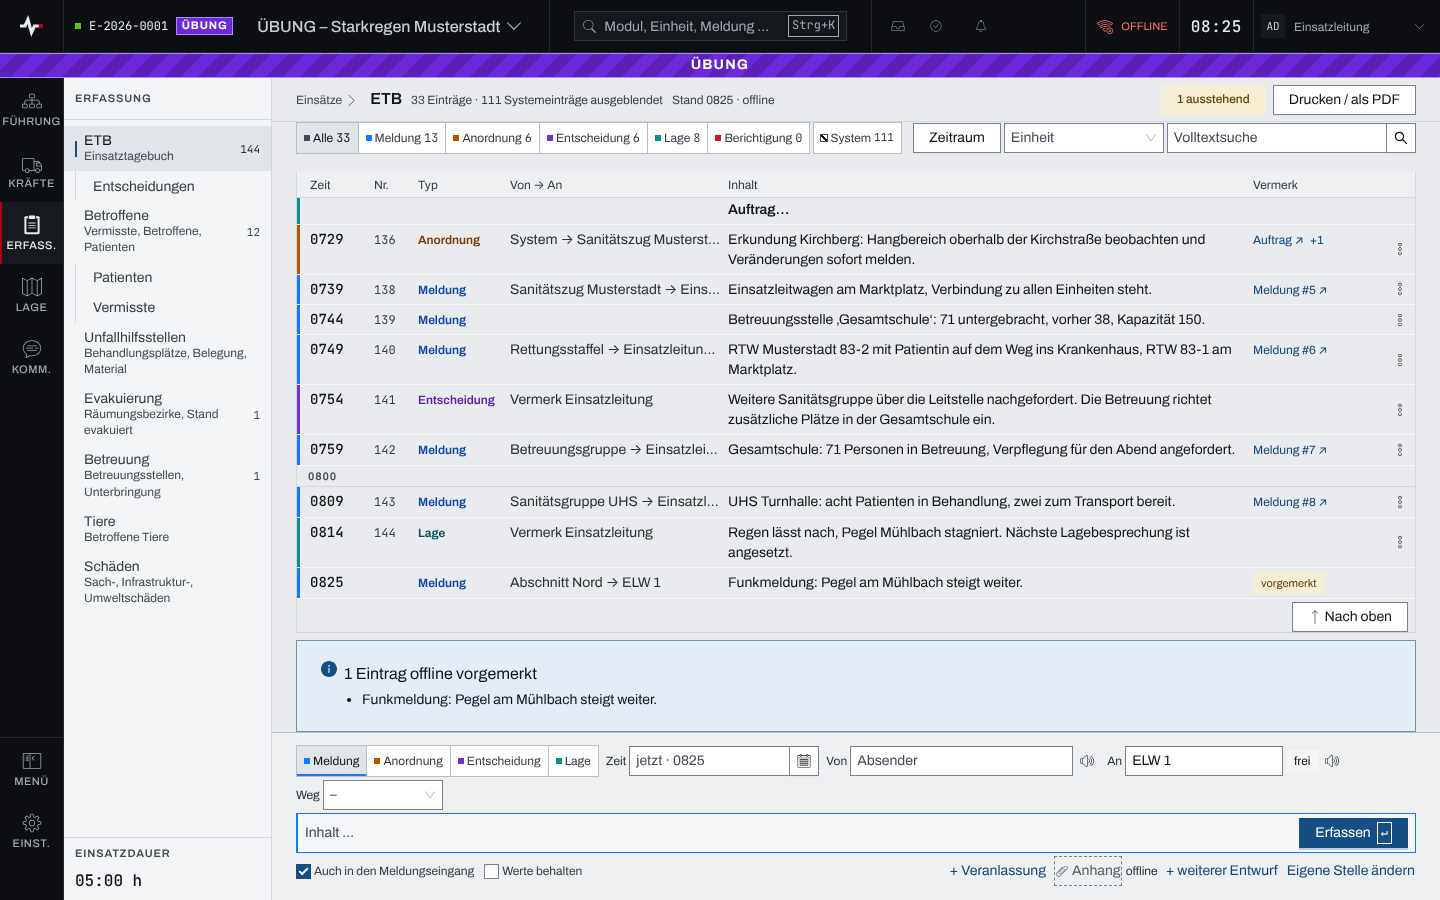 E-2026-0001 ÜBUNG ÜBUNG – Starkregen Musterstadt Modul, Einheit, Meldung ... Strg+K OFFLINE 08:25 AD Einsatzleitung
ÜBUNG
FÜHRUNG
KRÄFTE
ERFASS.
LAGE
KOMM.
MENÜ
EINST.
ERFASSUNG
ETB
Einsatztagebuch 144
Entscheidungen
Betroffene
Vermisste, Betroffene, 12
Patienten
Patienten
Vermisste
Unfallhilfsstellen
Behandlungsplätze, Belegung,
Material
Evakuierung
Räumungsbezirke, Stand 1
evakuiert
Betreuung
Betreuungsstellen, 1
Unterbringung
Tiere
Betroffene Tiere
Schäden
Sach-, Infrastruktur-,
Umweltschäden
EINSATZDAUER
05:00 h
Einsätze ETB 33 Einträge · 111 Systemeinträge ausgeblendet Stand 0825 · offline 1 ausstehend Drucken / als PDF
Alle 33 Meldung 13 Anordnung 6 Entscheidung 6 Lage 8 Berichtigung 0 System 111 Zeitraum Einheit Volltextsuche
Zeit Nr. Typ Von → An Inhalt Vermerk
Auftrag…
0729 136 Anordnung System → Sanitätszug Musterst… Erkundung Kirchberg: Hangbereich oberhalb der Kirchstraße beobachten und Auftrag ↗ +1
Veränderungen sofort melden.
0739 138 Meldung Sanitätszug Musterstadt → Eins… Einsatzleitwagen am Marktplatz, Verbindung zu allen Einheiten steht. Meldung #5 ↗
0744 139 Meldung Betreuungsstelle ‚Gesamtschule‘: 71 untergebracht, vorher 38, Kapazität 150.
0749 140 Meldung Rettungsstaffel → Einsatzleitun… RTW Musterstadt 83-2 mit Patientin auf dem Weg ins Krankenhaus, RTW 83-1 am Meldung #6 ↗
Marktplatz.
0754 141 Entscheidung Vermerk Einsatzleitung Weitere Sanitätsgruppe über die Leitstelle nachgefordert. Die Betreuung richtet
zusätzliche Plätze in der Gesamtschule ein.
0759 142 Meldung Betreuungsgruppe → Einsatzlei… Gesamtschule: 71 Personen in Betreuung, Verpflegung für den Abend angefordert. Meldung #7 ↗
0800
0809 143 Meldung Sanitätsgruppe UHS → Einsatzl… UHS Turnhalle: acht Patienten in Behandlung, zwei zum Transport bereit. Meldung #8 ↗
0814 144 Lage Vermerk Einsatzleitung Regen lässt nach, Pegel Mühlbach stagniert. Nächste Lagebesprechung ist
angesetzt.
0825 Meldung Abschnitt Nord → ELW 1 Funkmeldung: Pegel am Mühlbach steigt weiter. vorgemerkt
↑ Nach oben
1 Eintrag offline vorgemerkt
• Funkmeldung: Pegel am Mühlbach steigt weiter.
Meldung Anordnung Entscheidung Lage Zeit jetzt · 0825 Von Absender An ELW 1 frei
Weg –
Inhalt ... Erfassen ↵
Auch in den Meldungseingang Werte behalten + Veranlassung Anhang offline + weiterer Entwurf Eigene Stelle ändern